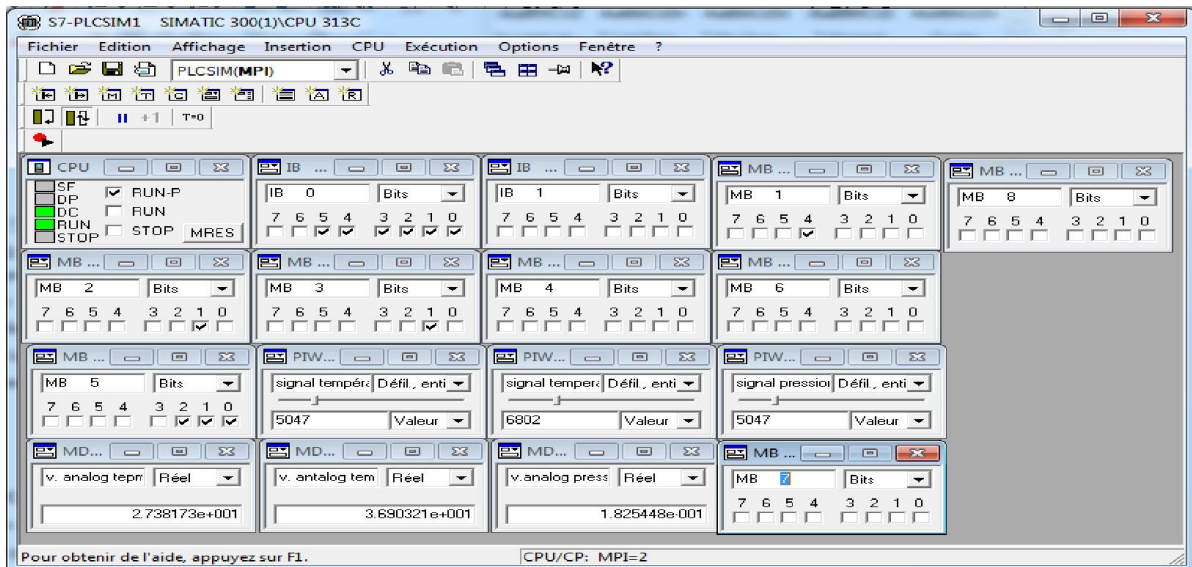 S7-PLCSIM1 SIMATIC 300(1)\CPU 313C
Fichier Edition Affichage Insertion CPU Exécution Options Fenêtre ?
PLCSIM(MPI)
+1 T=0
CPU
SF
DP
DC
RUN
STOP
RUN-P
RUN
STOP MRES
IB ...
IB 0 Bits
7 6 5 4 3 2 1 0
IB ...
IB 1 Bits
7 6 5 4 3 2 1 0
MB ...
MB 1 Bits
7 6 5 4 3 2 1 0
MB ...
MB 8 Bits
7 6 5 4 3 2 1 0
MB ...
MB 2 Bits
7 6 5 4 3 2 1 0
MB ...
MB 3 Bits
7 6 5 4 3 2 1 0
MB ...
MB 4 Bits
7 6 5 4 3 2 1 0
MB ...
MB 6 Bits
7 6 5 4 3 2 1 0
MB ...
MB 5 Bits
7 6 5 4 3 2 1 0
PIW...
signal tempéra Défil., enti
5047 Valeur
PIW...
signal tempera Défil., enti
6802 Valeur
PIW...
signal pression Défil., enti
5047 Valeur
MD...
v. analog tepm Réel
2.738173e+001
MD...
v. antalog tem Réel
3.690321e+001
MD...
v.analog press Réel
1.825448e-001
MB ...
MB 7 Bits
7 6 5 4 3 2 1 0
Pour obtenir de l'aide, appuyez sur F1. CPU/CP: MPI=2